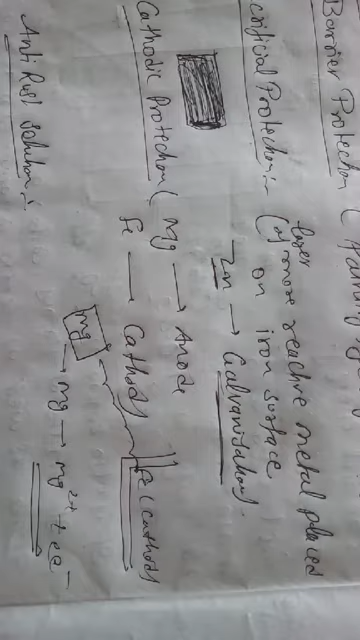 Barrier Protection (
crificial Protection:-
layer
(of more reactive metal placed
on iron surface
Zn → Galvanisation) -
Cathodic Protection ( Mg → Anode
Fe — Cathode
Fe (cathode
mg
→ mg → mg²⁺ + 2e⁻
Anti Rust Solution :-